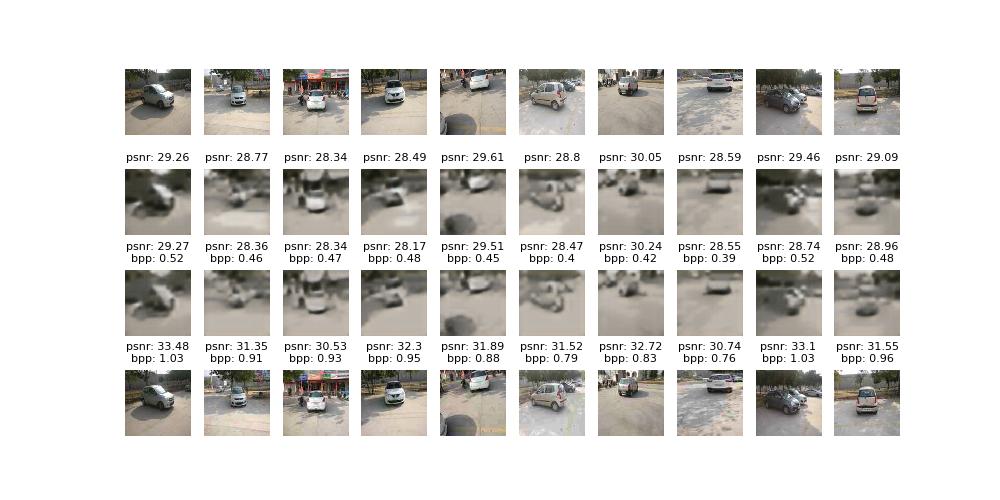 psnr: 29.26 psnr: 28.77 psnr: 28.34 psnr: 28.49 psnr: 29.61 psnr: 28.8 psnr: 30.05 psnr: 28.59 psnr: 29.46 psnr: 29.09
psnr: 29.27 psnr: 28.36 psnr: 28.34 psnr: 28.17 psnr: 29.51 psnr: 28.47 psnr: 30.24 psnr: 28.55 psnr: 28.74 psnr: 28.96
bpp: 0.52 bpp: 0.46 bpp: 0.47 bpp: 0.48 bpp: 0.45 bpp: 0.4 bpp: 0.42 bpp: 0.39 bpp: 0.52 bpp: 0.48
psnr: 33.48 psnr: 31.35 psnr: 30.53 psnr: 32.3 psnr: 31.89 psnr: 31.52 psnr: 32.72 psnr: 30.74 psnr: 33.1 psnr: 31.55
bpp: 1.03 bpp: 0.91 bpp: 0.93 bpp: 0.95 bpp: 0.88 bpp: 0.79 bpp: 0.83 bpp: 0.76 bpp: 1.03 bpp: 0.96